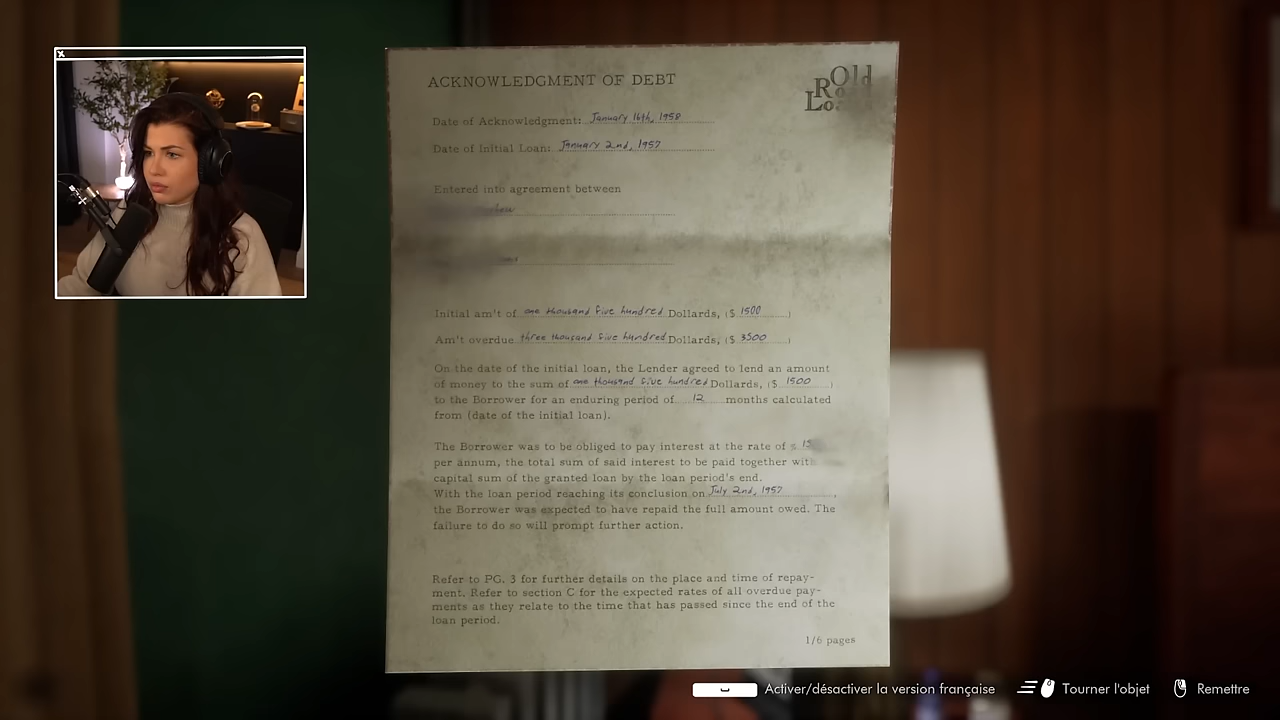 ACKNOWLEDGMENT OF DEBT
Old
Date of Acknowledgment: January 16th, 1958
Date of Initial Loan: January 2nd, 1957
Entered into agreement between
Initial am't of one thousand five hundred Dollards, ($ 1500 )
Am't overdue three thousand five hundred Dollards, ($ 3500 )
On the date of the initial loan, the Lender agreed to lend an amount
of money to the sum of one thousand five hundred Dollards, ($ 1500 )
to the Borrower for an enduring period of 12 months calculated
from (date of the initial loan).
The Borrower was to be obliged to pay interest at the rate of % 15
per annum, the total sum of said interest to be paid together with
capital sum of the granted loan by the loan period's end.
With the loan period reaching its conclusion on July 2nd, 1957,
the Borrower was expected to have repaid the full amount owed. The
failure to do so will prompt further action.
Refer to PG. 3 for further details on the place and time of repay-
ment. Refer to section C for the expected rates of all overdue pay-
ments as they relate to the time that has passed since the end of the
loan period.
1/6 pages
Activer/désactiver la version française
Tourner l'objet
Remettre